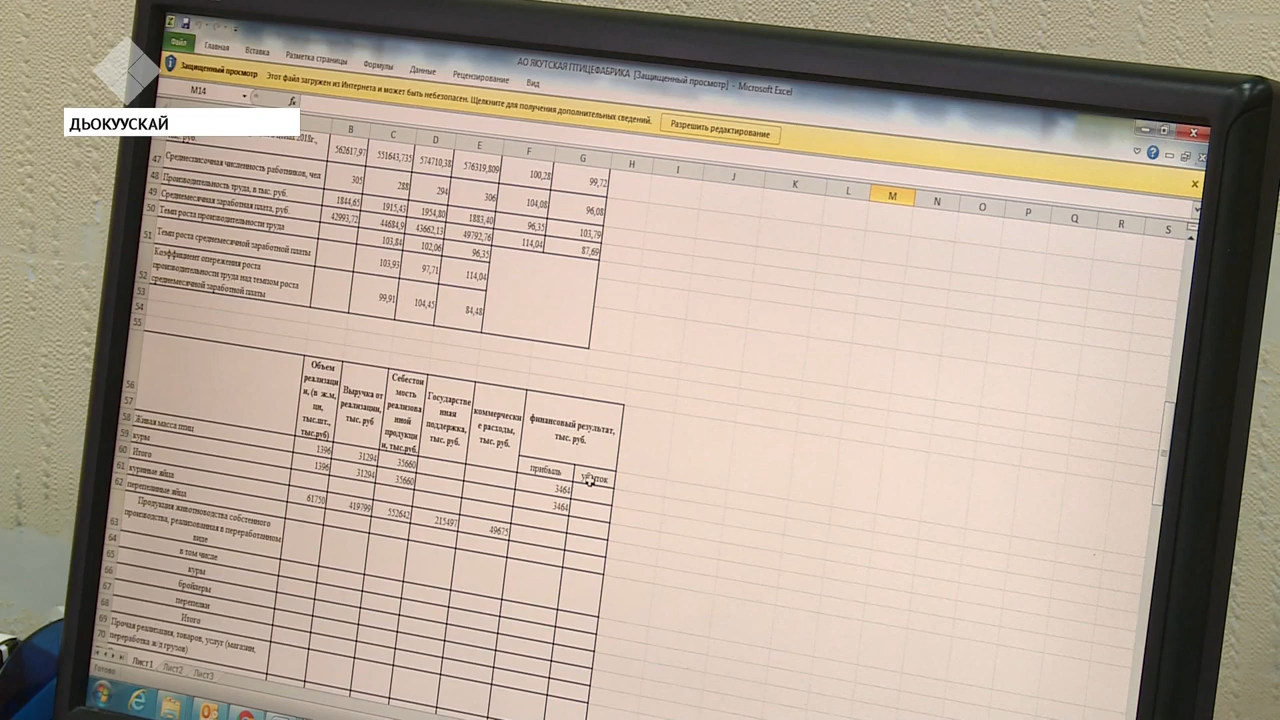 ДЬОКУУСКАЙ
АО ЯКУТСКАЯ ПТИЦЕФАБРИКА [Защищенный просмотр] - Microsoft Excel
Файл Главная Вставка Разметка страницы Формулы Данные Рецензирование Вид
Защищенный просмотр Этот файл загружен из Интернета и может быть небезопасен. Щелкните для получения дополнительных сведений. Разрешить редактирование
M14 fx
B C D E F G H I J K L M N O P Q R S
2018г., тыс. руб. 562617,97 551643,735 574710,38 576319,809 100,28 99,72
47 Среднесписочная численность работников, чел 305 288 294 306 104,08 96,08
48 Производительность труда, в тыс. руб. 1844,65 1915,43 1954,80 1883,40 96,35 103,79
49 Среднемесячная заработная плата, руб. 42993,72 44684,9 43662,13 49792,76 114,04 87,69
50 Темп роста производительности труда 103,84 102,06 96,35
51 Темп роста среднемесячной заработной платы 103,93 97,71 114,04
Коэффициент опережения роста
производительности труда над темпом роста
52 среднемесячной заработной платы 99,91 104,45 84,48
53
54
55
Объем реализации, (в ж.м, ци, тыс.шт., тыс.руб)
Выручка от реализации, тыс. руб
Себестоимость реализованной продукции, тыс.руб.
Государственная поддержка, тыс. руб.
коммерческие расходы, тыс. руб.
финансовый результат, тыс. руб.
56
57 прибыль убыток
58 Живая масса птиц
59 куры 1396 31294 35660 3464
60 Итого 1396 31294 35660 3464
61 куриные яйца 61750 419799 552642 215497 49675
62 перепелиные яйца
Продукция животноводства собственного
производства, реализованная в переработанном
63 виде
64 в том числе
65 куры
66 бройлеры
67 перепелки
68 Итого
69 Прочая реализация, товаров, услуг (магазин,
70 переработка ж/д грузов)
Лист1 Лист2 Лист3
Готово